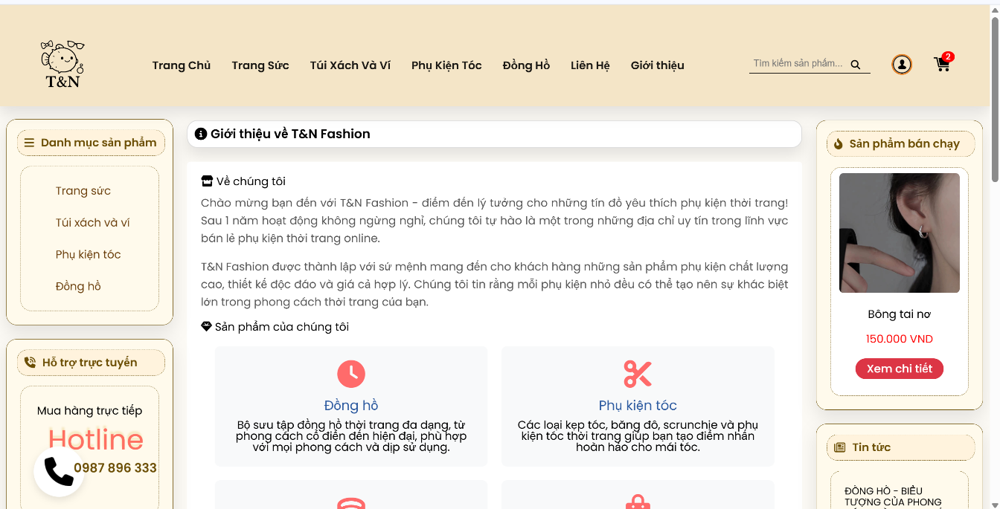 T&N
Trang Chủ
Trang Sức
Túi Xách Và Ví
Phụ Kiện Tóc
Đồng Hồ
Liên Hệ
Giới thiệu
Tìm kiếm sản phẩm...
2
Danh mục sản phẩm
Trang sức
Túi xách và ví
Phụ kiện tóc
Đồng hồ
Hỗ trợ trực tuyến
Mua hàng trực tiếp
Hotline
0987 896 333
Giới thiệu về T&N Fashion
Về chúng tôi
Chào mừng bạn đến với T&N Fashion - điểm đến lý tưởng cho những tín đồ yêu thích phụ kiện thời trang!
Sau 1 năm hoạt động không ngừng nghỉ, chúng tôi tự hào là một trong những địa chỉ uy tín trong lĩnh vực
bán lẻ phụ kiện thời trang online.
T&N Fashion được thành lập với sứ mệnh mang đến cho khách hàng những sản phẩm phụ kiện chất lượng
cao, thiết kế độc đáo và giá cả hợp lý. Chúng tôi tin rằng mỗi phụ kiện nhỏ đều có thể tạo nên sự khác biệt
lớn trong phong cách thời trang của bạn.
Sản phẩm của chúng tôi
Đồng hồ
Bộ sưu tập đồng hồ thời trang đa dạng, từ
phong cách cổ điển đến hiện đại, phù hợp
với mọi phong cách và dịp sử dụng.
Phụ kiện tóc
Các loại kẹp tóc, băng đô, scrunchie và phụ
kiện tóc thời trang giúp bạn tạo điểm nhấn
hoàn hảo cho mái tóc.
Sản phẩm bán chạy
Bông tai nơ
150.000 VND
Xem chi tiết
Tin tức
ĐỒNG HỒ - BIỂU
TƯỢNG CỦA PHONG